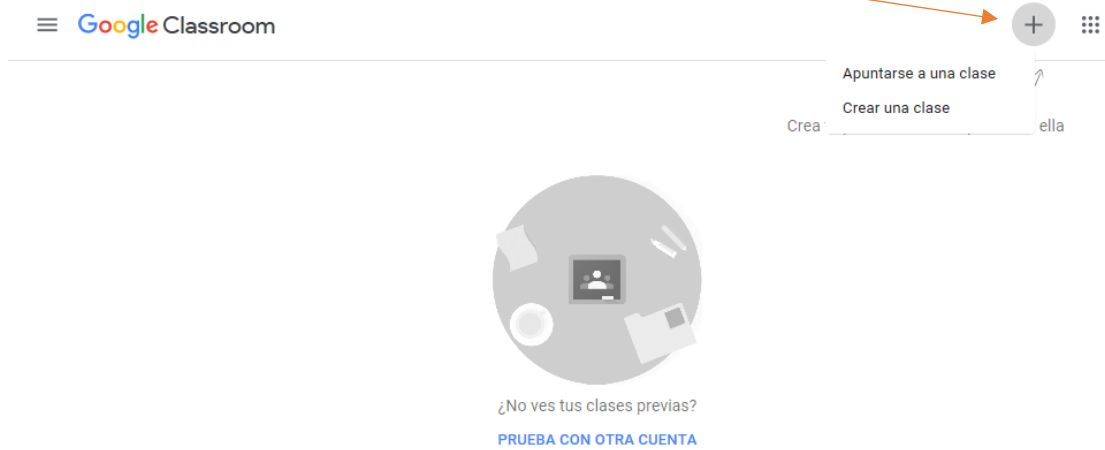 Google Classroom
Apuntarse a una clase
Crear una clase
Crea ella
¿No ves tus clases previas?
PRUEBA CON OTRA CUENTA